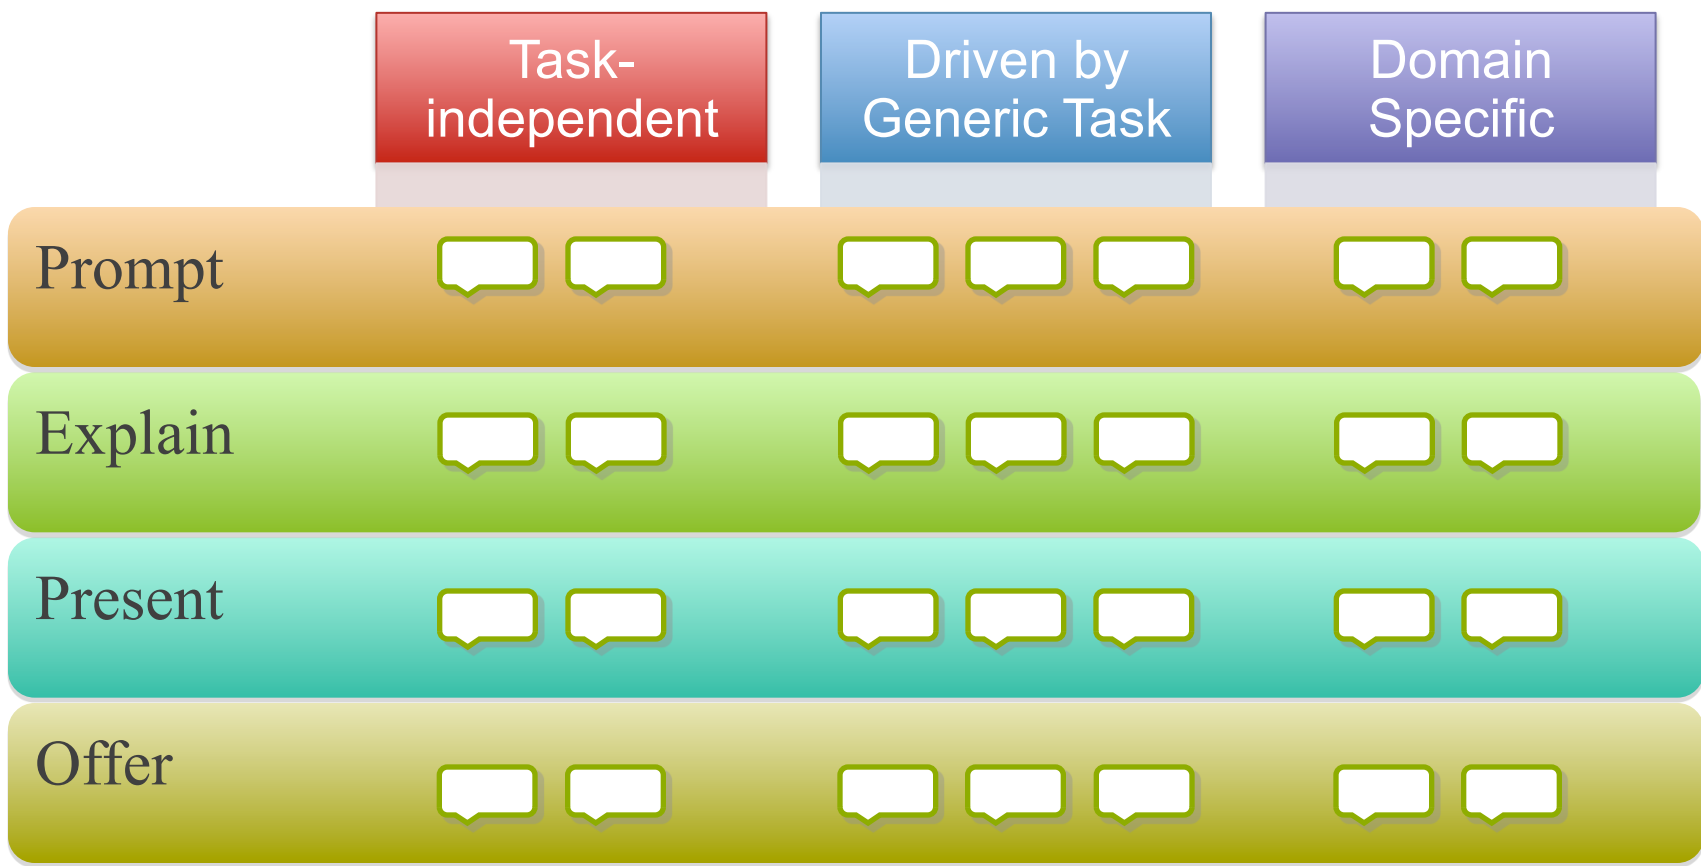 Task-
independent
Driven by
Generic Task
Domain
Specific
Prompt
Explain
Present
Offer